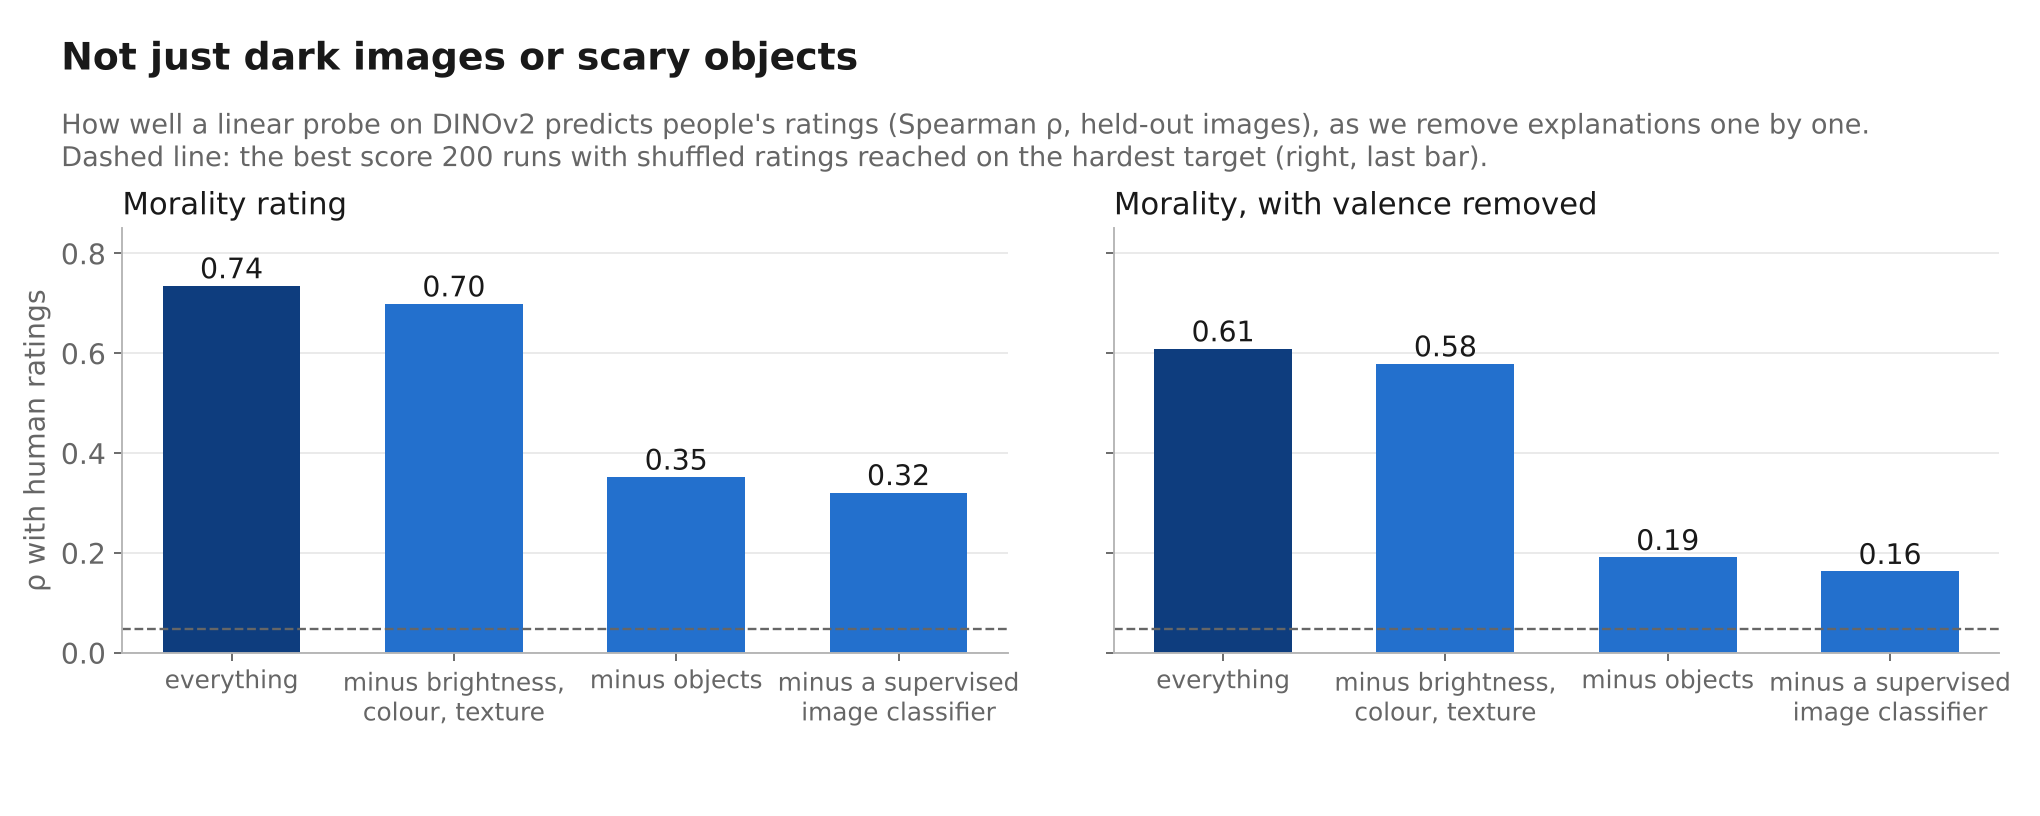 Not just dark images or scary objects
How well a linear probe on DINOv2 predicts people's ratings (Spearman ρ, held-out images), as we remove explanations one by one.
Dashed line: the best score 200 runs with shuffled ratings reached on the hardest target (right, last bar).
Morality rating
ρ with human ratings
0.8
0.6
0.4
0.2
0.0
0.74
0.70
0.35
0.32
everything
minus brightness,
colour, texture
minus objects
minus a supervised
image classifier
Morality, with valence removed
0.61
0.58
0.19
0.16
everything
minus brightness,
colour, texture
minus objects
minus a supervised
image classifier